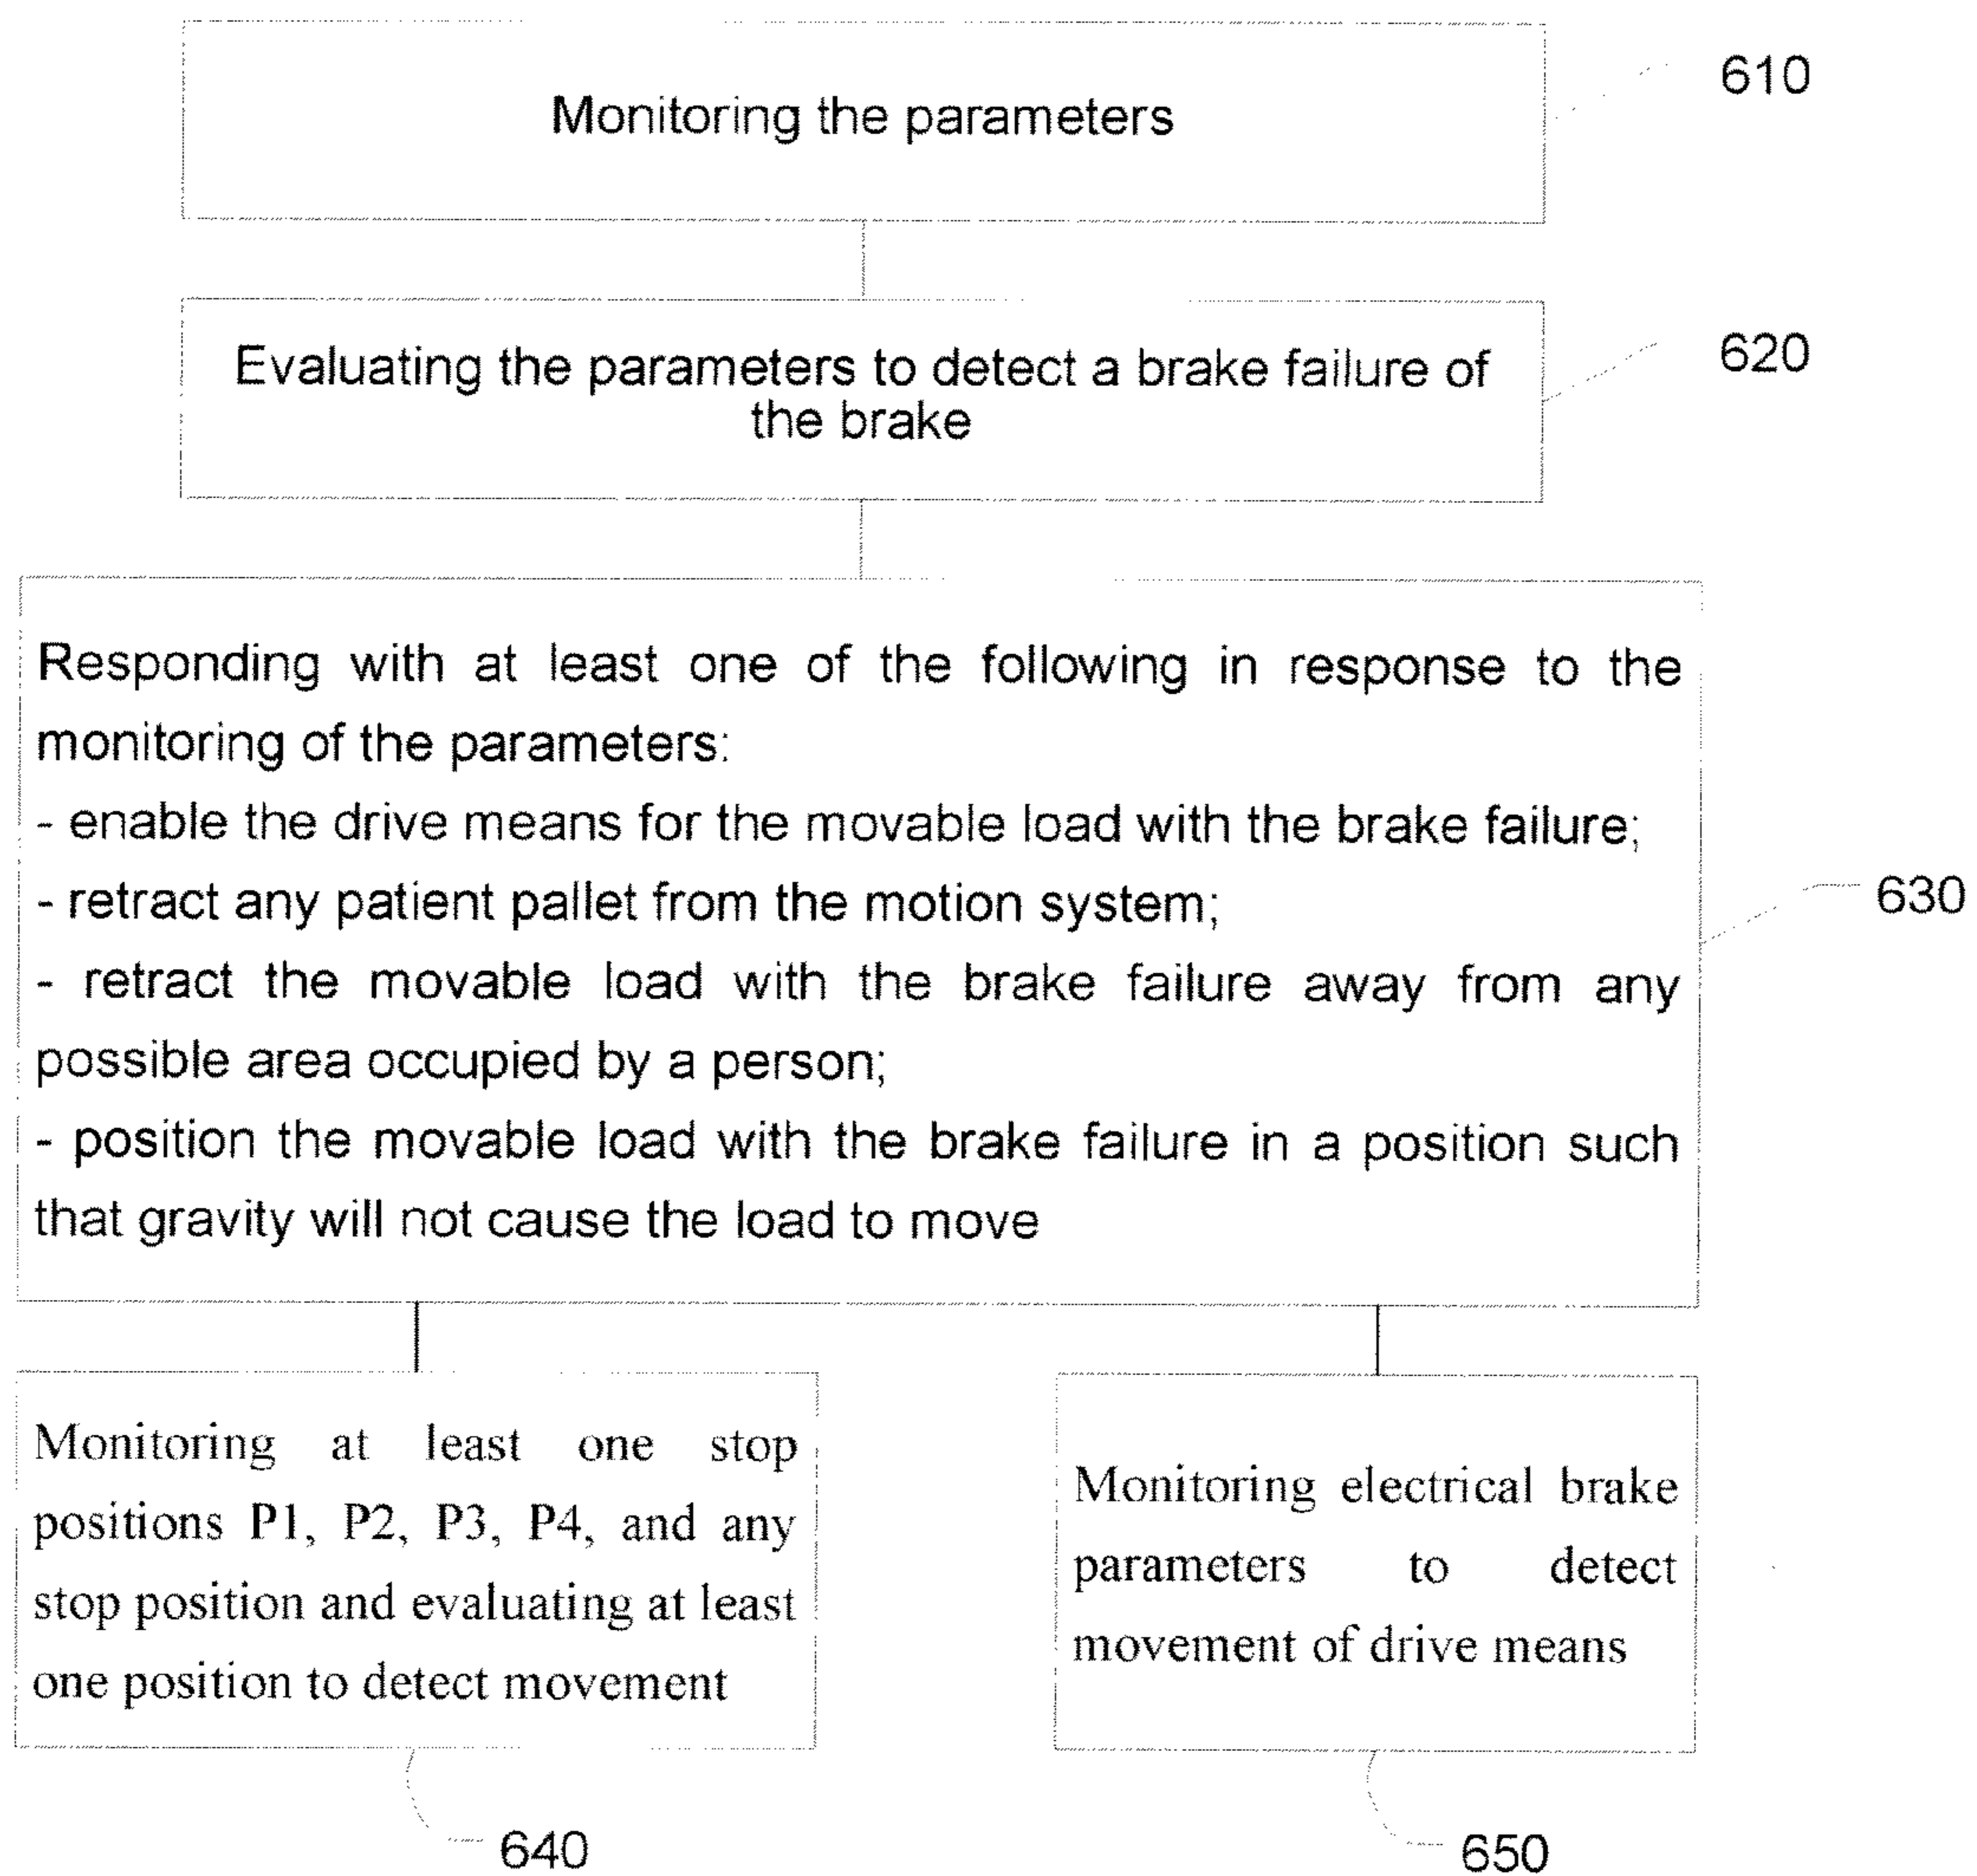 Monitoring the parameters
610
Evaluating the parameters to detect a brake failure of
the brake
620
Responding with at least one of the following in response to the
monitoring of the parameters:
- enable the drive means for the movable load with the brake failure;
- retract any patient pallet from the motion system;
- retract the movable load with the brake failure away from any
possible area occupied by a person;
- position the movable load with the brake failure in a position such
that gravity will not cause the load to move
630
Monitoring at least one stop
positions P1, P2, P3, P4, and any
stop position and evaluating at least
one position to detect movement
640
Monitoring electrical brake
parameters to detect
movement of drive means
650